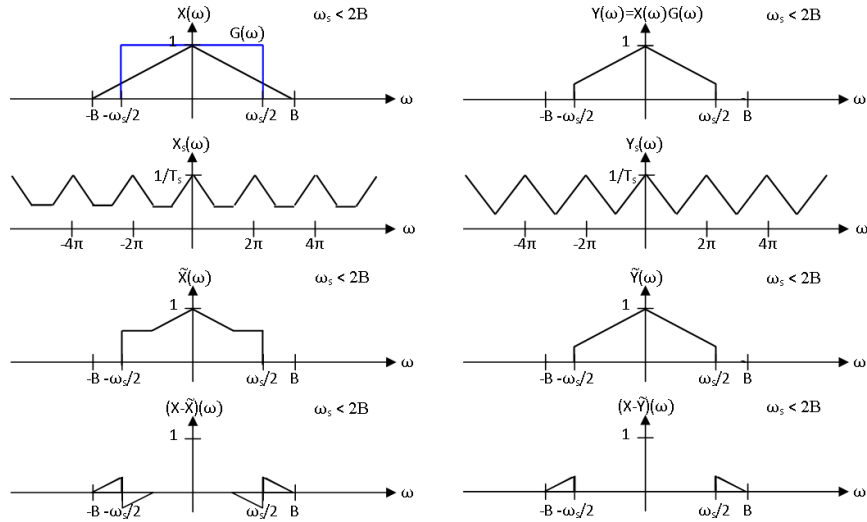 X(ω) ωₛ < 2B
G(ω)
1
-B -ωₛ/2 ωₛ/2 B ω
Y(ω)=X(ω)G(ω) ωₛ < 2B
1
-B -ωₛ/2 ωₛ/2 B ω
Xₛ(ω)
1/Tₛ
-4π -2π 2π 4π ω
Yₛ(ω)
1/Tₛ
-4π -2π 2π 4π ω
X̃(ω) ωₛ < 2B
1
-B -ωₛ/2 ωₛ/2 B ω
Ỹ(ω) ωₛ < 2B
1
-B -ωₛ/2 ωₛ/2 B ω
(X-X̃)(ω) ωₛ < 2B
1
-B -ωₛ/2 ωₛ/2 B ω
(X-Ỹ)(ω) ωₛ < 2B
1
-B -ωₛ/2 ωₛ/2 B ω